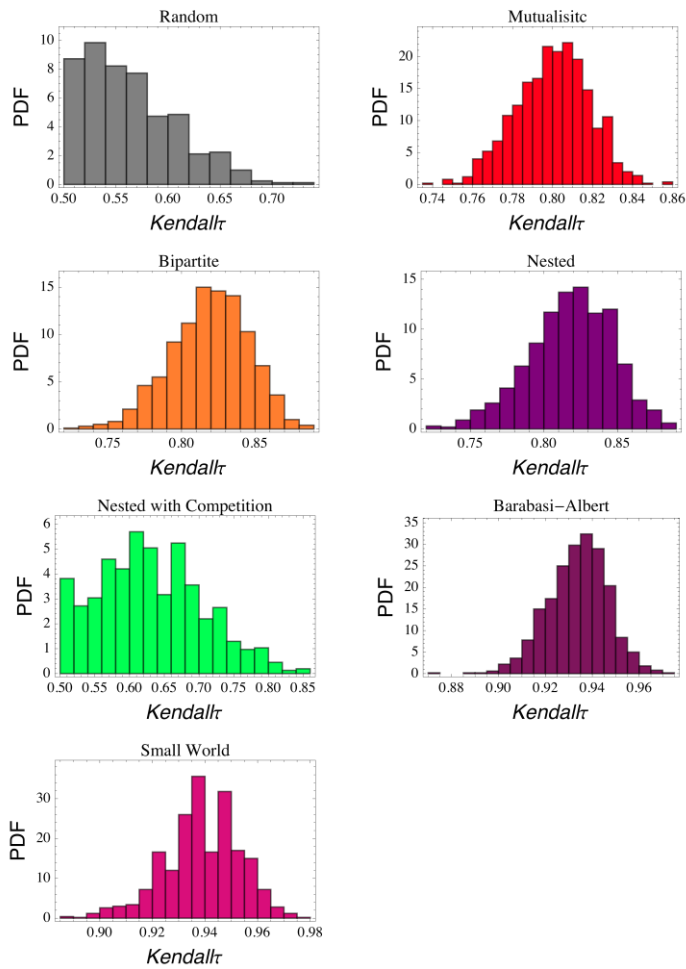 Random
Mutualisitc
10
8
6
4
2
0
0.50 0.55 0.60 0.65 0.70
PDF
Kendallτ
20
15
10
5
0
0.74 0.76 0.78 0.80 0.82 0.84 0.86
PDF
Kendallτ
Bipartite
Nested
15
10
5
0
0.75 0.80 0.85
PDF
Kendallτ
15
10
5
0
0.75 0.80 0.85
PDF
Kendallτ
Nested with Competition
Barabasi-Albert
6
5
4
3
2
1
0
0.50 0.55 0.60 0.65 0.70 0.75 0.80 0.85
PDF
Kendallτ
35
30
25
20
15
10
5
0
0.88 0.90 0.92 0.94 0.96
PDF
Kendallτ
Small World
30
20
10
0
0.90 0.92 0.94 0.96 0.98
PDF
Kendallτ